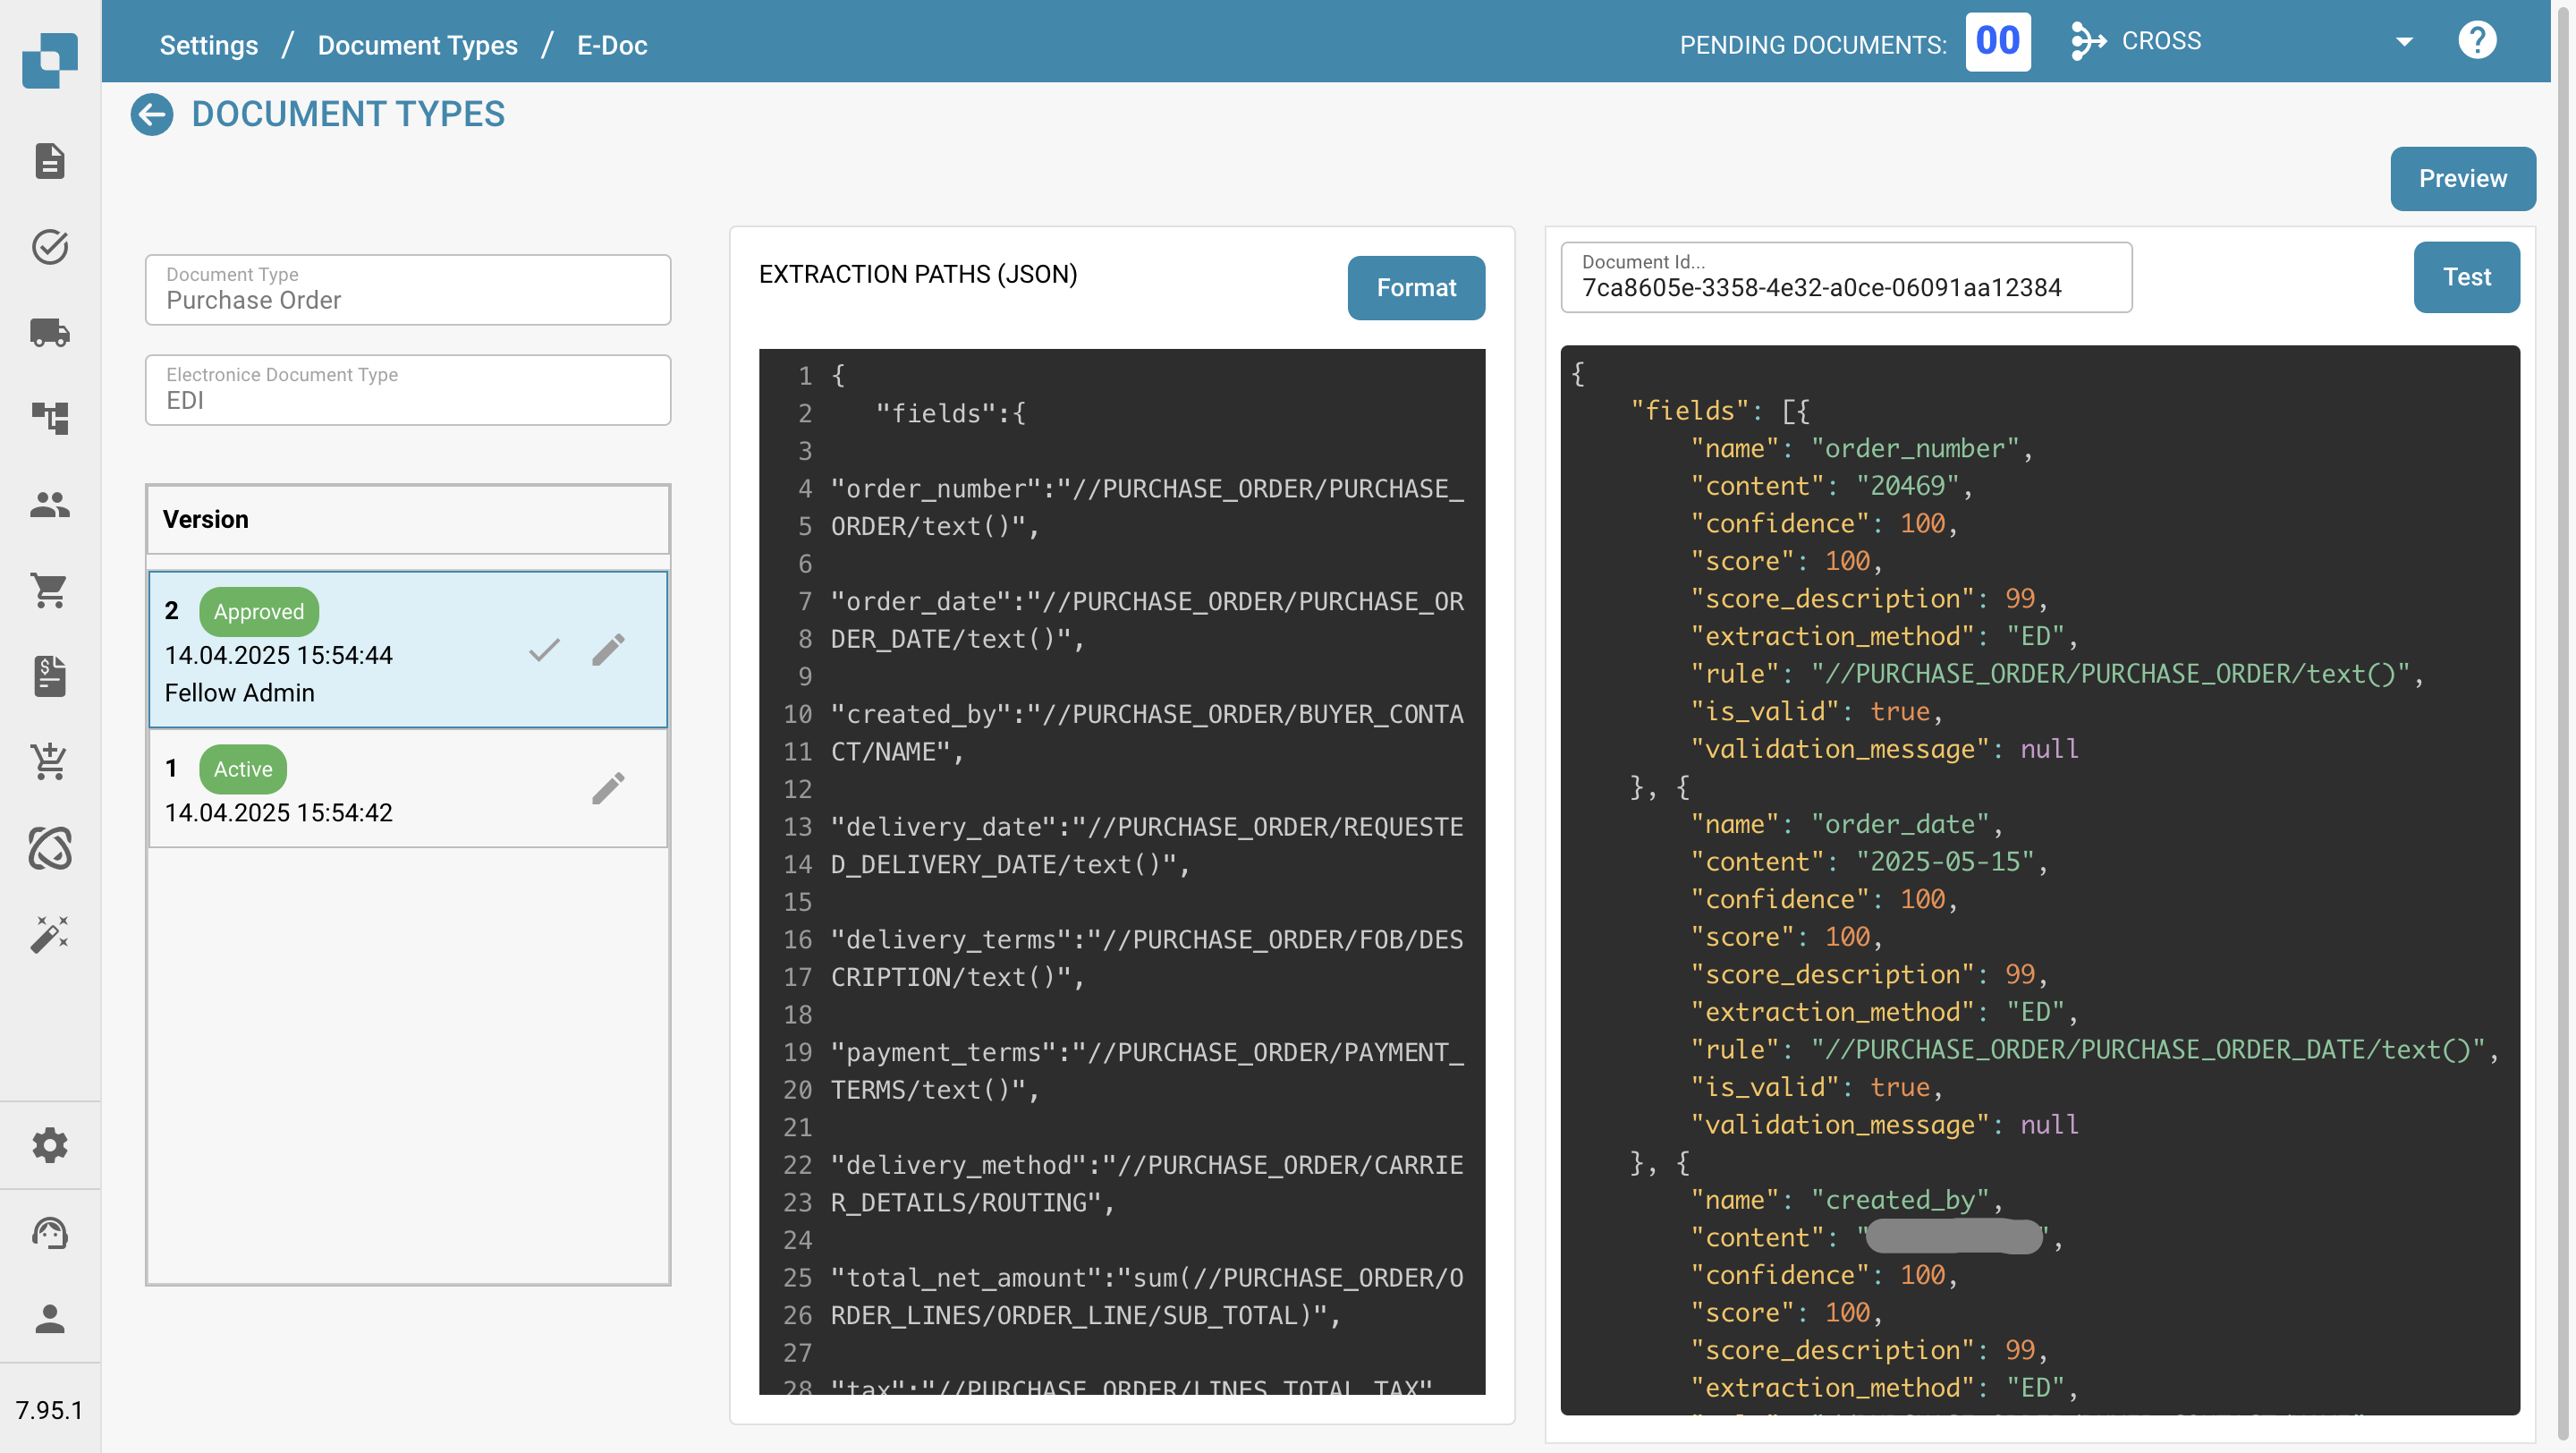 Settings / Document Types / E-Doc
PENDING DOCUMENTS: 00 CROSS ?
DOCUMENT TYPES
Preview
Document Type
Purchase Order
Electronice Document Type
EDI
Version
2 Approved
14.04.2025 15:54:44
Fellow Admin
1 Active
14.04.2025 15:54:42
7.95.1
EXTRACTION PATHS (JSON)
Format
1 {
2 "fields":{
3
4 "order_number":"//PURCHASE_ORDER/PURCHASE_
5 ORDER/text()",
6
7 "order_date":"//PURCHASE_ORDER/PURCHASE_OR
8 DER_DATE/text()",
9
10 "created_by":"//PURCHASE_ORDER/BUYER_CONTA
11 CT/NAME",
12
13 "delivery_date":"//PURCHASE_ORDER/REQUESTE
14 D_DELIVERY_DATE/text()",
15
16 "delivery_terms":"//PURCHASE_ORDER/FOB/DES
17 CRIPTION/text()",
18
19 "payment_terms":"//PURCHASE_ORDER/PAYMENT_
20 TERMS/text()",
21
22 "delivery_method":"//PURCHASE_ORDER/CARRIE
23 R_DETAILS/ROUTING",
24
25 "total_net_amount":"sum(//PURCHASE_ORDER/O
26 RDER_LINES/ORDER_LINE/SUB_TOTAL)",
27
28 "tax":"//PURCHASE_ORDER/LINES_TOTAL_TAX"
Document Id...
7ca8605e-3358-4e32-a0ce-06091aa12384
Test
{
"fields": [{
"name": "order_number",
"content": "20469",
"confidence": 100,
"score": 100,
"score_description": 99,
"extraction_method": "ED",
"rule": "//PURCHASE_ORDER/PURCHASE_ORDER/text()",
"is_valid": true,
"validation_message": null
}, {
"name": "order_date",
"content": "2025-05-15",
"confidence": 100,
"score": 100,
"score_description": 99,
"extraction_method": "ED",
"rule": "//PURCHASE_ORDER/PURCHASE_ORDER_DATE/text()",
"is_valid": true,
"validation_message": null
}, {
"name": "created_by",
"content": "",
"confidence": 100,
"score": 100,
"score_description": 99,
"extraction_method": "ED",